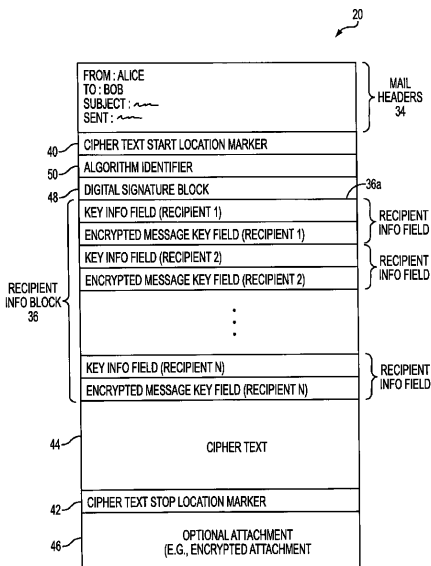 20
FROM : ALICE
TO : BOB
SUBJECT :
SENT :
MAIL
HEADERS
34
40
CIPHER TEXT START LOCATION MARKER
50
ALGORITHM IDENTIFIER
48
DIGITAL SIGNATURE BLOCK
36a
KEY INFO FIELD (RECIPIENT 1)
ENCRYPTED MESSAGE KEY FIELD (RECIPIENT 1)
RECIPIENT
INFO FIELD
KEY INFO FIELD (RECIPIENT 2)
ENCRYPTED MESSAGE KEY FIELD (RECIPIENT 2)
RECIPIENT
INFO FIELD
RECIPIENT
INFO BLOCK
36
KEY INFO FIELD (RECIPIENT N)
ENCRYPTED MESSAGE KEY FIELD (RECIPIENT N)
RECIPIENT
INFO FIELD
44
CIPHER TEXT
42
CIPHER TEXT STOP LOCATION MARKER
46
OPTIONAL ATTACHMENT
(E.G., ENCRYPTED ATTACHMENT